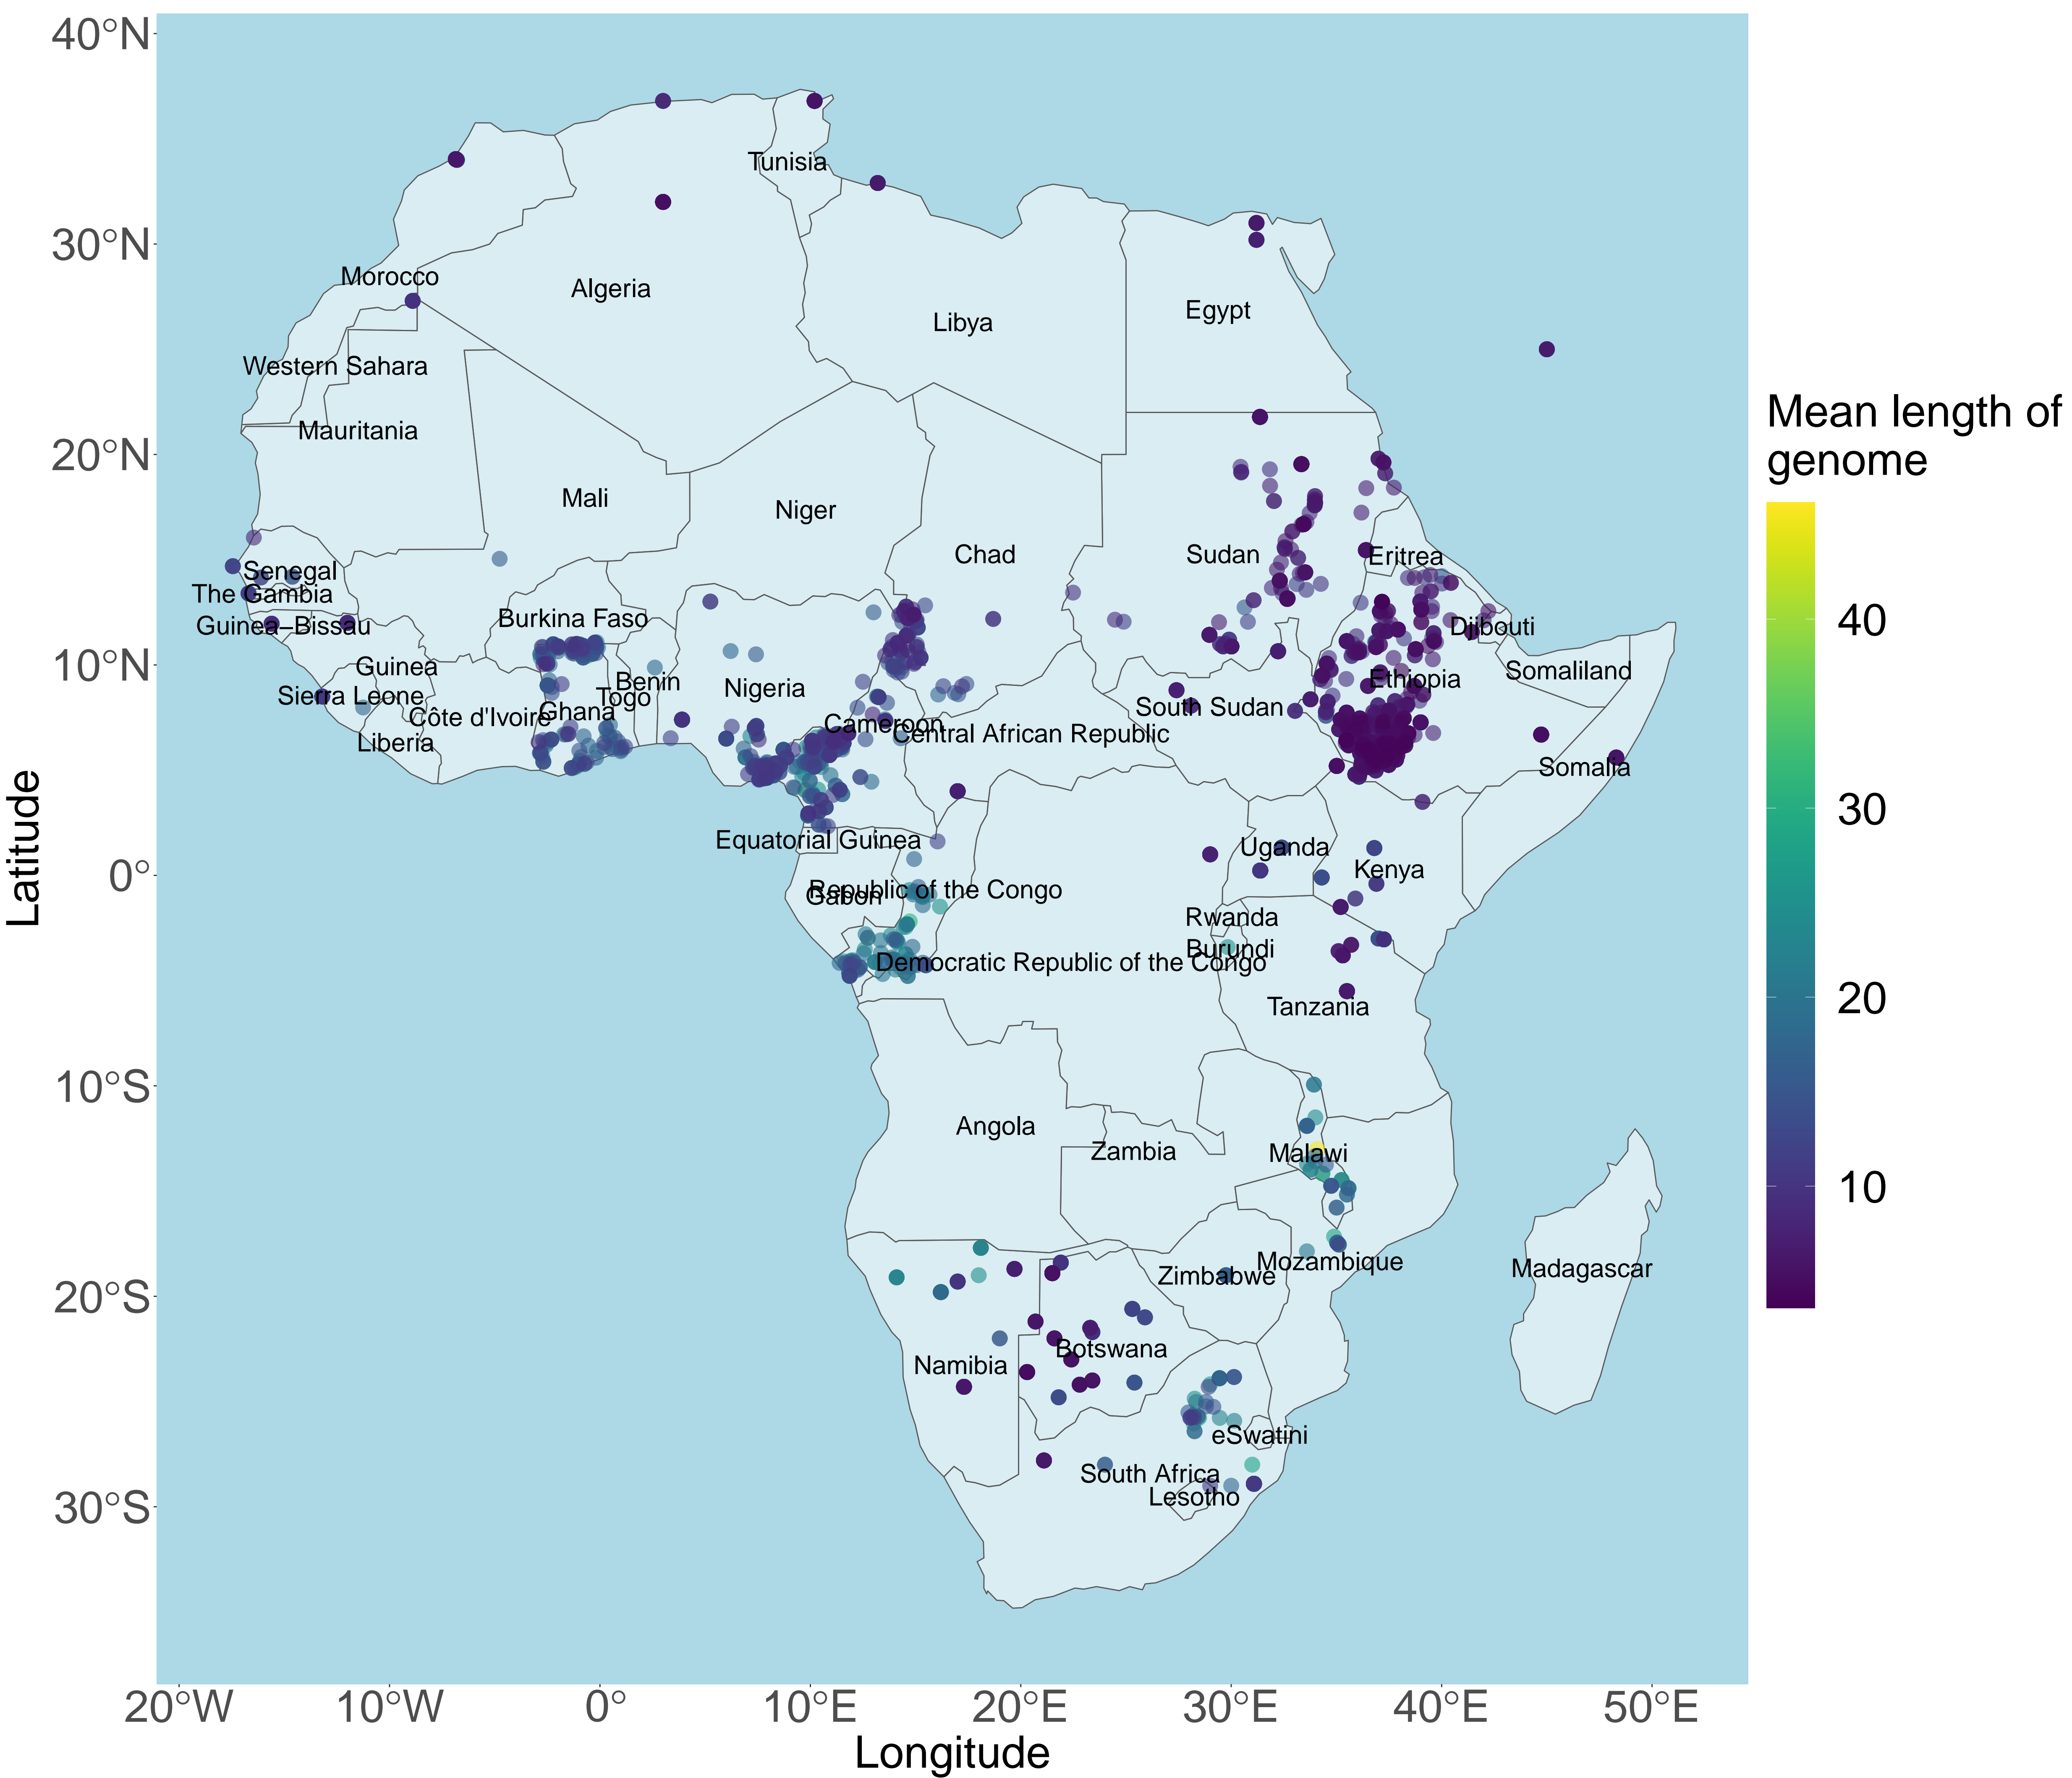 40°N
30°N
20°N
10°N
0°
10°S
20°S
30°S
Latitude
20°W
10°W
0°
10°E
20°E
30°E
40°E
50°E
Longitude
Tunisia
Morocco
Algeria
Libya
Egypt
Western Sahara
Mauritania
Mali
Niger
Chad
Sudan
Eritrea
Senegal
The Gambia
Guinea–Bissau
Burkina Faso
Djibouti
Guinea
Sierra Leone
Benin
Togo
Nigeria
Ethiopia
Somaliland
Côte d'Ivoire
Ghana
Liberia
Cameroon
Central African Republic
South Sudan
Somalia
Equatorial Guinea
Uganda
Kenya
Republic of the Congo
Gabon
Rwanda
Burundi
Democratic Republic of the Congo
Tanzania
Angola
Zambia
Malawi
Mozambique
Zimbabwe
Madagascar
Namibia
Botswana
eSwatini
South Africa
Lesotho
Mean length of
genome
40
30
20
10